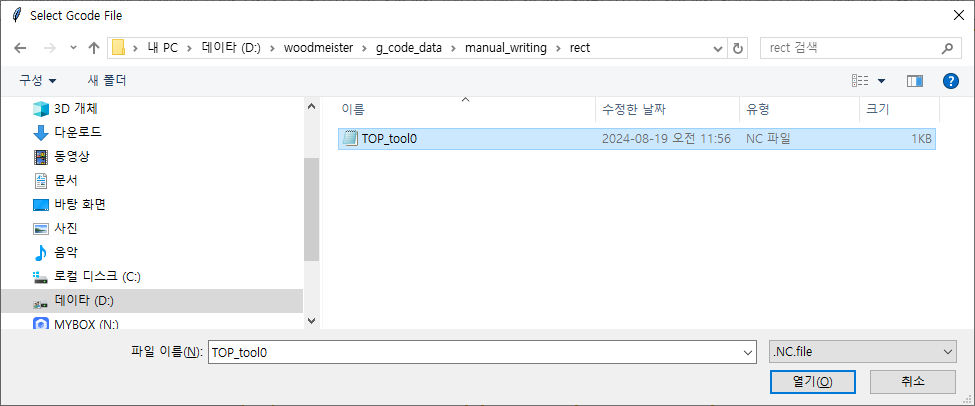 Select Gcode File
내 PC > 데이타 (D:) > woodmeister > g_code_data > manual_writing > rect
rect 검색
구성 새 폴더
이름 수정한 날짜 유형 크기
TOP_tool0 2024-08-19 오전 11:56 NC 파일 1KB
3D 개체
다운로드
동영상
문서
바탕 화면
사진
음악
로컬 디스크 (C:)
데이타 (D:)
MYBOX (N:)
파일 이름(N): TOP_tool0 .NC.file
열기(O) 취소